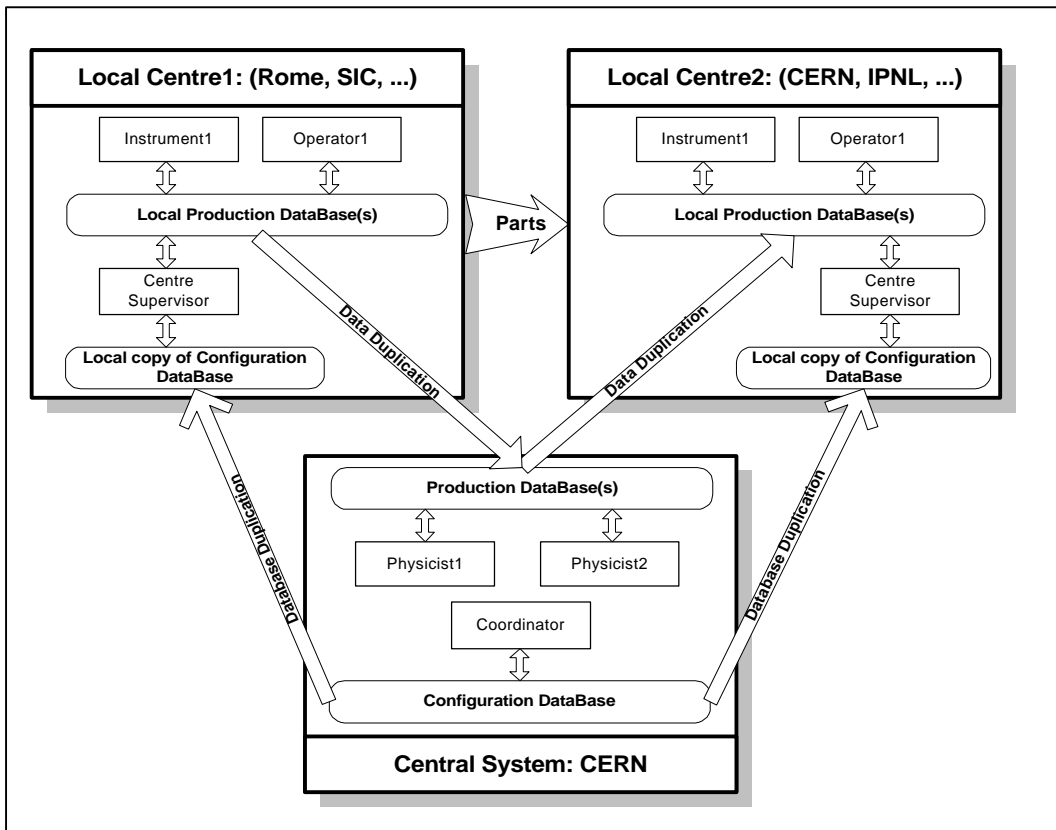 Local Centre1: (Rome, SIC, ...)
Instrument1
Operator1
Local Production DataBase(s)
Centre
Supervisor
Local copy of Configuration
DataBase
Parts
Local Centre2: (CERN, IPNL, ...)
Instrument1
Operator1
Local Production DataBase(s)
Centre
Supervisor
Local copy of Configuration
DataBase
Data Duplication
Data Duplication
Database Duplication
Database Duplication
Production DataBase(s)
Physicist1
Physicist2
Coordinator
Configuration DataBase
Central System: CERN